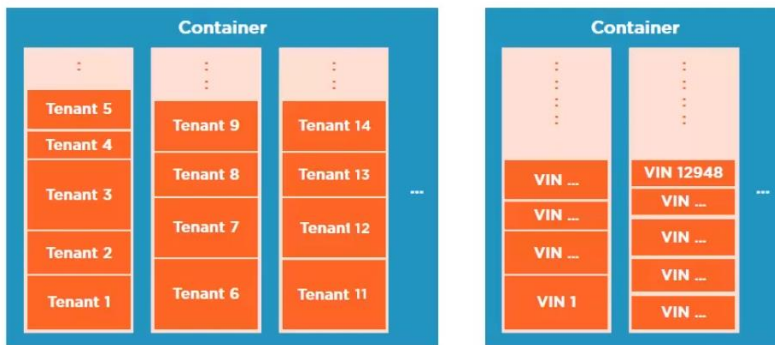 Container
Tenant 5
Tenant 4
Tenant 3
Tenant 2
Tenant 1
Tenant 9
Tenant 8
Tenant 7
Tenant 6
Tenant 14
Tenant 13
Tenant 12
Tenant 11
...
Container
VIN ...
VIN ...
VIN ...
VIN 1
VIN 12948
VIN ...
VIN ...
VIN ...
VIN ...
...